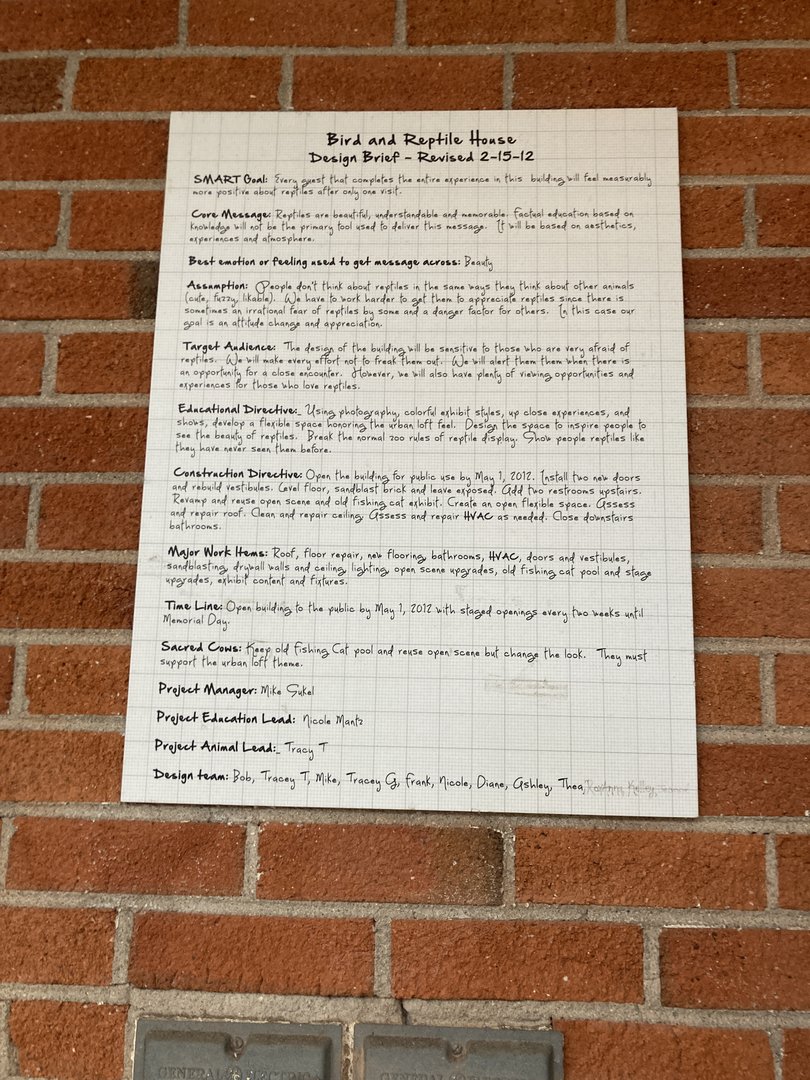 Bird and Reptile House
Design Brief - Revised 2-15-12
SMART Goal: Every guest that completes the entire experience in this building will feel measurably
more positive about reptiles after only one visit.
Core Message: Reptiles are beautiful, understandable and memorable. Factual education based on
knowledge will not be the primary tool used to deliver this message. It will be based on aesthetics,
experiences and atmosphere.
Best emotion or feeling used to get message across: Beauty
Assumption: People don't think about reptiles in the same ways they think about other animals
(cute, fuzzy, likable). We have to work harder to get them to appreciate reptiles since there is
sometimes an irrational fear of reptiles by some and a danger factor for others. In this case our
goal is an attitude change and appreciation.
Target Audience: The design of the building will be sensitive to those who are very afraid of
reptiles. We will make every effort not to freak them out. We will alert them them when there is
an opportunity for a close encounter. However, we will also have plenty of viewing opportunities and
experiences for those who love reptiles.
Educational Directive:_ Using photography, colorful exhibit styles, up close experiences, and
shows, develop a flexible space honoring the urban loft feel. Design the space to inspire people to
see the beauty of reptiles. Break the normal zoo rules of reptile display. Show people reptiles like
they have never seen them before.
Construction Directive: Open the building for public use by May 1, 2012. Install two new doors
and rebuild vestibules. Level floor, sandblast brick and leave exposed. Add two restrooms upstairs.
Revamp and reuse open scene and old fishing cat exhibit. Create an open flexible space. Assess
and repair roof. Clean and repair ceiling. Assess and repair HVAC as needed. Close downstairs
bathrooms.
Major Work Items: Roof, floor repair, new flooring, bathrooms, HVAC, doors and vestibules,
sandblasting, drywall walls and ceiling, lighting, open scene upgrades, old fishing cat pool and stage
upgrades, exhibit content and fixtures.
Time Line: Open building to the public by May 1, 2012 with staged openings every two weeks until
Memorial Day.
Sacred Cows: Keep old Fishing Cat pool and reuse open scene but change the look. They must
support the urban loft theme.
Project Manager: Mike Sukel
Project Education Lead: Nicole Mantz
Project Animal Lead:_ Tracy T
Design team: Bob, Tracey T, Mike, Tracey G, Frank, Nicole, Diane, Ashley, Thea,
GENERAL ELECTRIC
GENERAL ELECTRIC